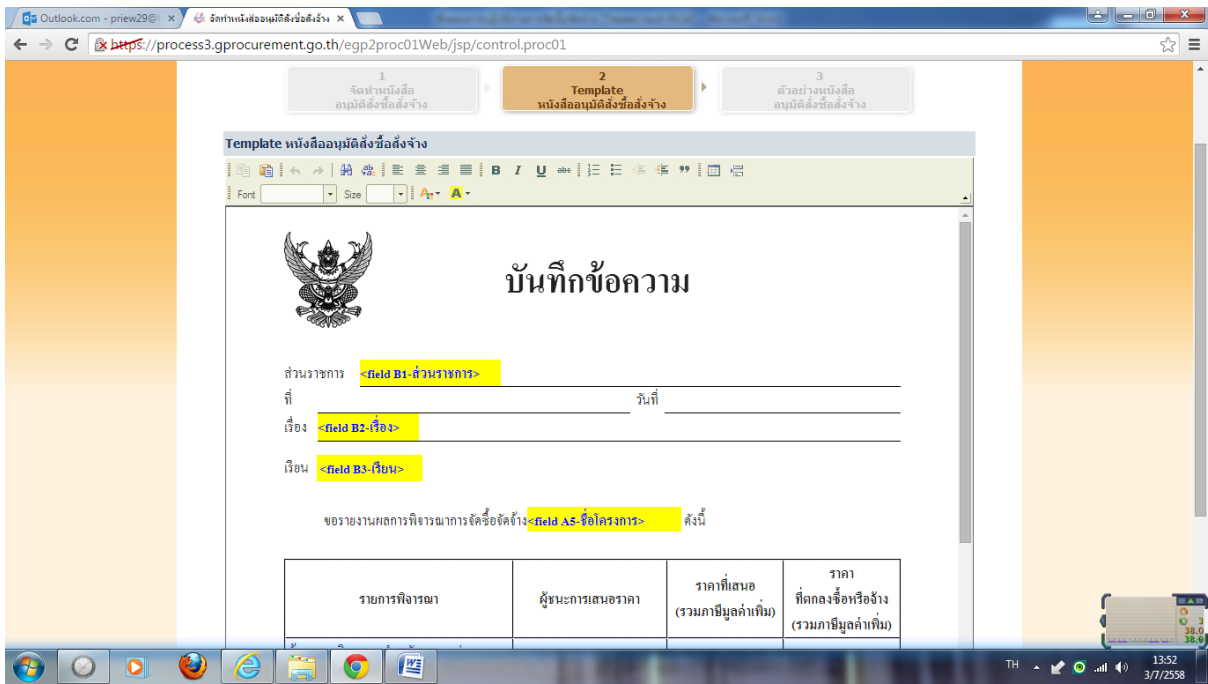 Outlook.com - priew29@
จัดทำหนังสืออนุมัติสั่งซื้อสั่งจ้าง
https://process3.gprocurement.go.th/egp2proc01Web/jsp/control.proc01
1
จัดทำหนังสือ
อนุมัติสั่งซื้อสั่งจ้าง
2
Template
หนังสืออนุมัติสั่งซื้อสั่งจ้าง
3
ตัวอย่างหนังสือ
อนุมัติสั่งซื้อสั่งจ้าง
Template หนังสืออนุมัติสั่งซื้อสั่งจ้าง
B I U abc
Font Size A A
บันทึกข้อความ
ส่วนราชการ <field B1-ส่วนราชการ>
ที่ วันที่
เรื่อง <field B2-เรื่อง>
เรียน <field B3-เรียน>
ขอรายงานผลการพิจารณาการจัดซื้อจัดจ้าง<field A5-ชื่อโครงการ> ดังนี้
รายการพิจารณา
ผู้ชนะการเสนอราคา
ราคาที่เสนอ
(รวมภาษีมูลค่าเพิ่ม)
ราคา
ที่ตกลงซื้อหรือจ้าง
(รวมภาษีมูลค่าเพิ่ม)
0
3
38.0
38.0
TH
13:52
3/7/2558